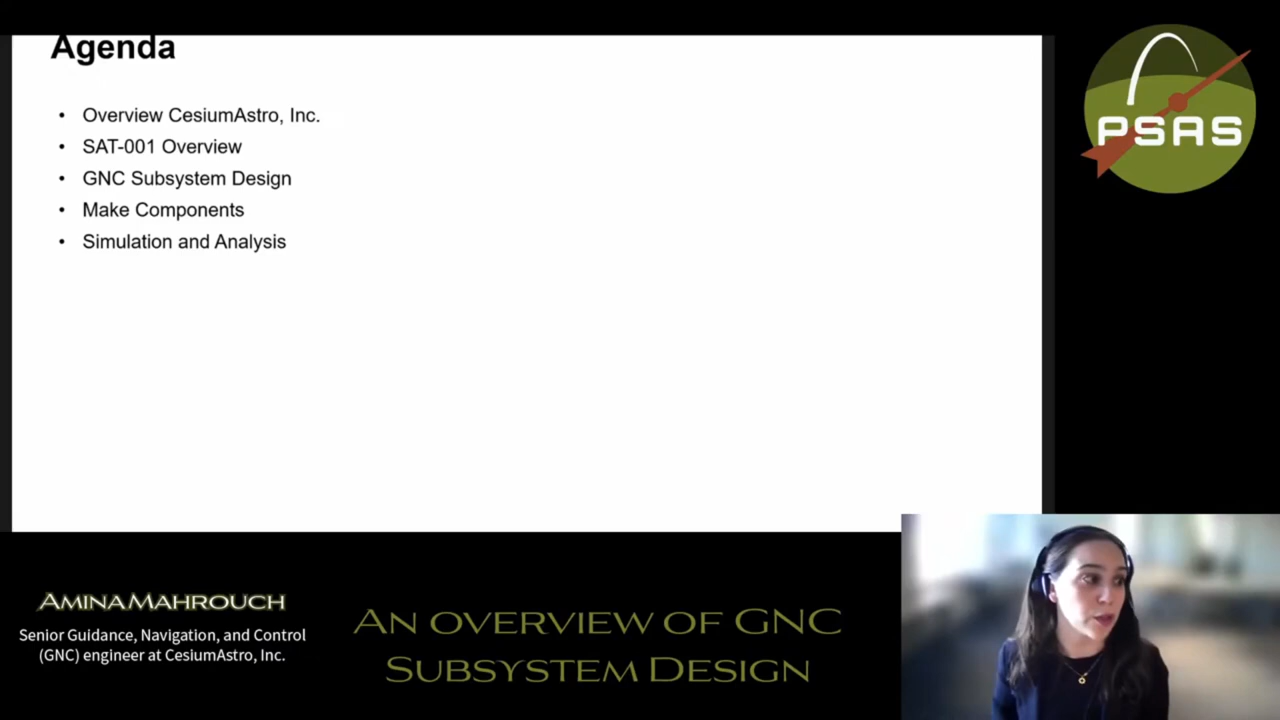 Agenda
• Overview CesiumAstro, Inc.
• SAT-001 Overview
• GNC Subsystem Design
• Make Components
• Simulation and Analysis
PSAS
AMINA MAHROUCH
Senior Guidance, Navigation, and Control
(GNC) engineer at CesiumAstro, Inc.
AN OVERVIEW OF GNC
SUBSYSTEM DESIGN